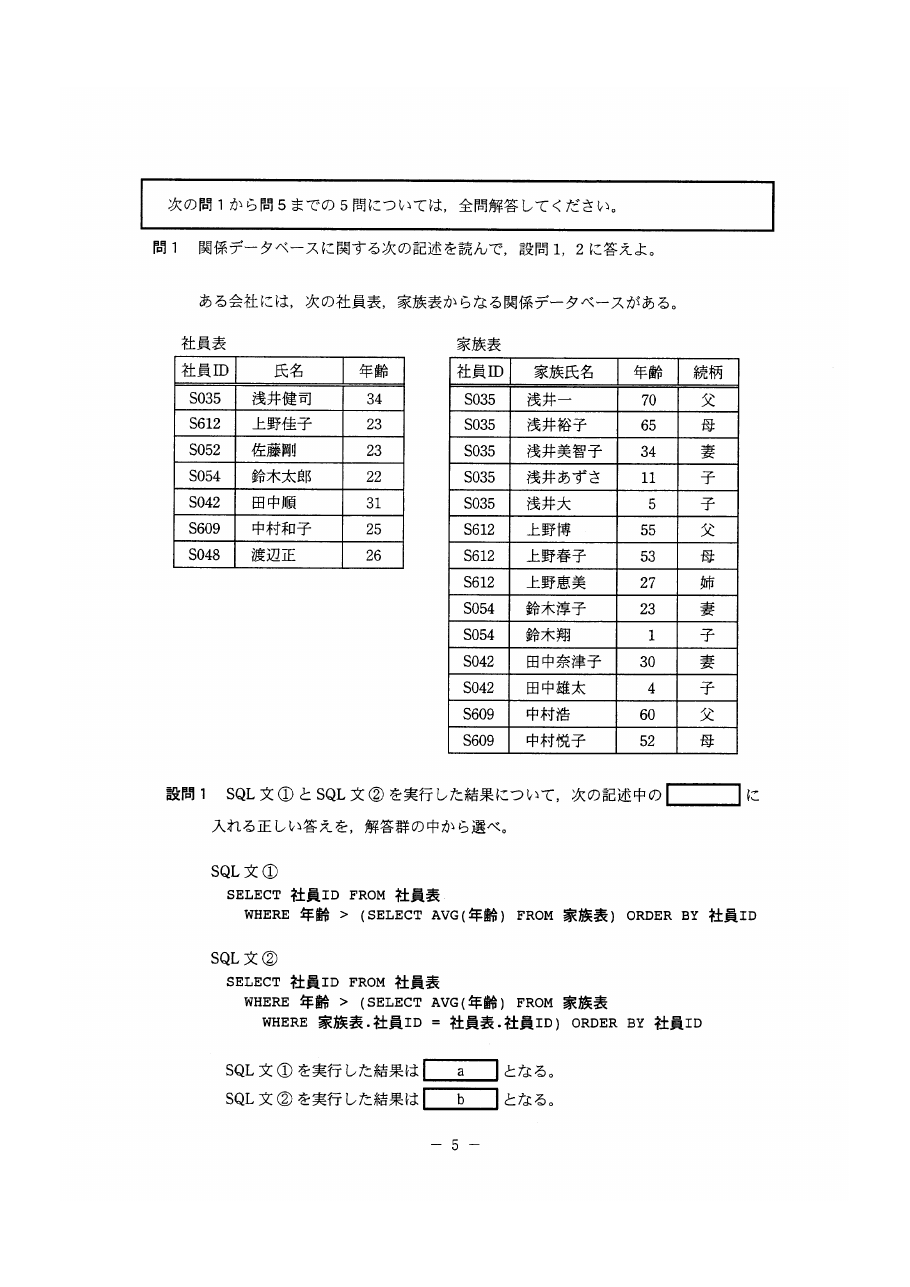 次の問1から問5までの5問については，全問解答してください。
問1 関係データベースに関する次の記述を読んで，設問1，2に答えよ。
ある会社には，次の社員表，家族表からなる関係データベースがある。
社員表
社員ID 氏名 年齢
S035 浅井健司 34
S612 上野佳子 23
S052 佐藤剛 23
S054 鈴木太郎 22
S042 田中順 31
S609 中村和子 25
S048 渡辺正 26
家族表
社員ID 家族氏名 年齢 続柄
S035 浅井一 70 父
S035 浅井裕子 65 母
S035 浅井美智子 34 妻
S035 浅井あずさ 11 子
S035 浅井大 5 子
S612 上野博 55 父
S612 上野春子 53 母
S612 上野恵美 27 姉
S054 鈴木淳子 23 妻
S054 鈴木翔 1 子
S042 田中奈津子 30 妻
S042 田中雄太 4 子
S609 中村浩 60 父
S609 中村悦子 52 母
設問1 SQL文①とSQL文②を実行した結果について，次の記述中の に
入れる正しい答えを，解答群の中から選べ。
SQL文①
SELECT 社員ID FROM 社員表
WHERE 年齢 > (SELECT AVG(年齢) FROM 家族表) ORDER BY 社員ID
SQL文②
SELECT 社員ID FROM 社員表
WHERE 年齢 > (SELECT AVG(年齢) FROM 家族表
WHERE 家族表.社員ID = 社員表.社員ID) ORDER BY 社員ID
SQL文①を実行した結果は a となる。
SQL文②を実行した結果は b となる。
－ 5 －